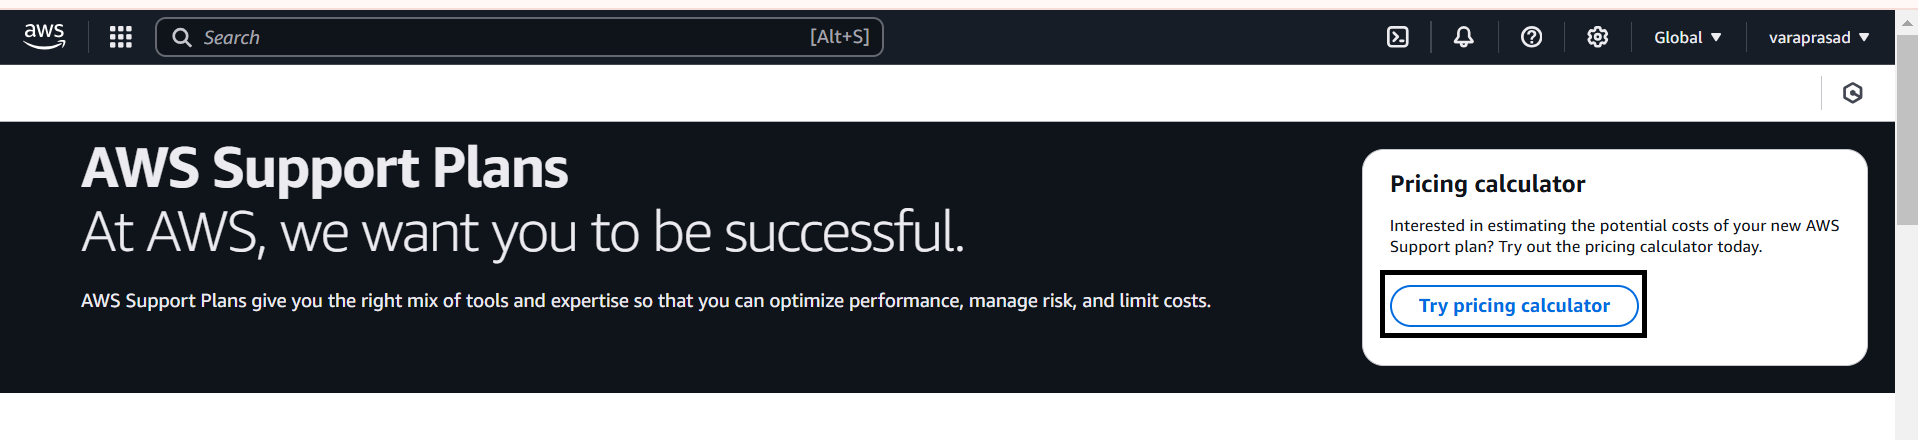 aws
Search
[Alt+S]
Global
varaprasad
AWS Support Plans
At AWS, we want you to be successful.
AWS Support Plans give you the right mix of tools and expertise so that you can optimize performance, manage risk, and limit costs.
Pricing calculator
Interested in estimating the potential costs of your new AWS
Support plan? Try out the pricing calculator today.
Try pricing calculator